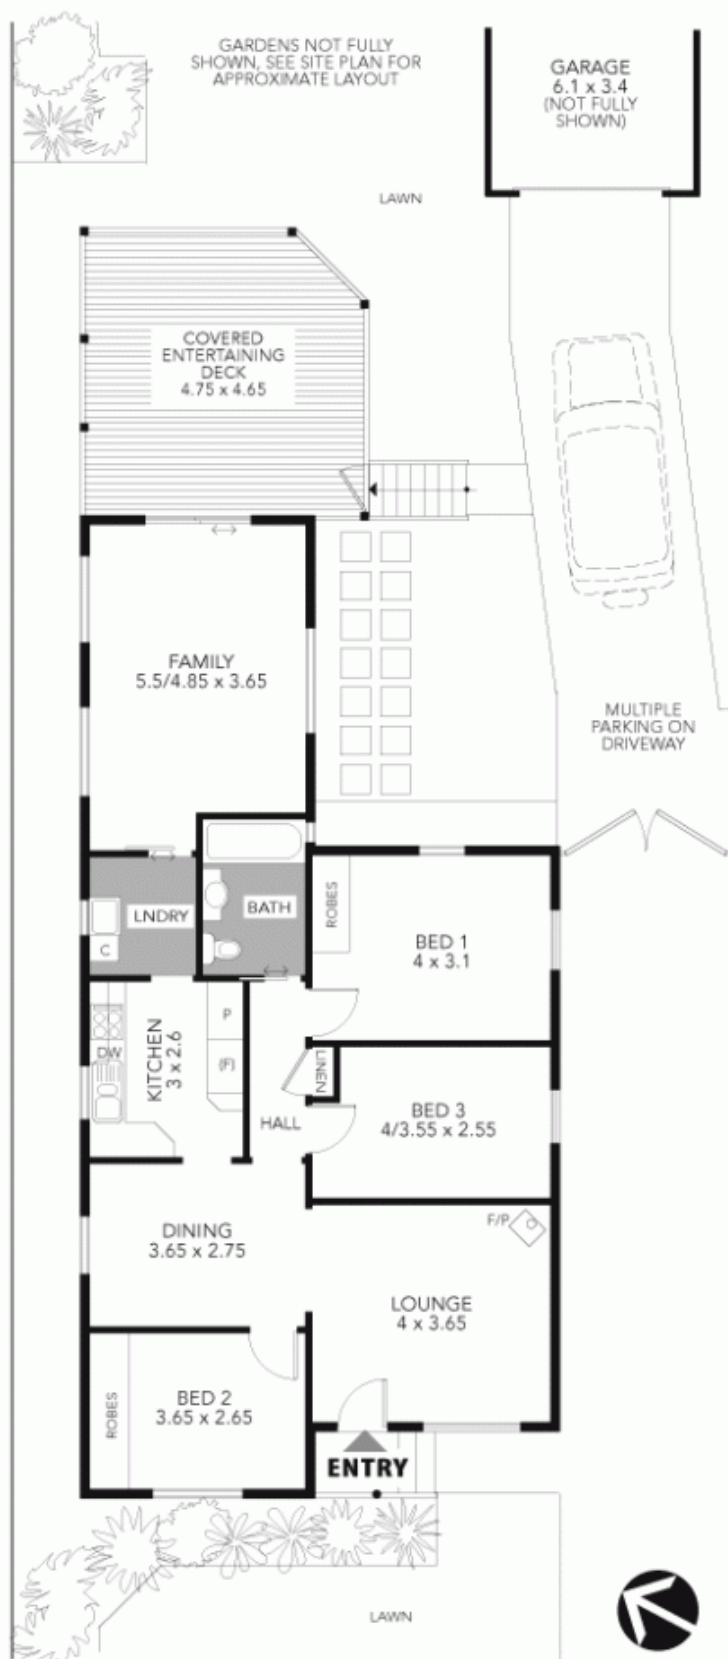 GARDENS NOT FULLY
SHOWN, SEE SITE PLAN FOR
APPROXIMATE LAYOUT
GARAGE
6.1 x 3.4
(NOT FULLY
SHOWN)
LAWN
COVERED
ENTERTAINING
DECK
4.75 x 4.65
FAMILY
5.5/4.85 x 3.65
MULTIPLE
PARKING ON
DRIVEWAY
LNDRY
C
BATH
ROBES
BED 1
4 x 3.1
KITCHEN
3 x 2.6
DW
P
(F)
LINEN
HALL
BED 3
4/3.55 x 2.55
DINING
3.65 x 2.75
F/P
LOUNGE
4 x 3.65
ROBES
BED 2
3.65 x 2.65
ENTRY
LAWN